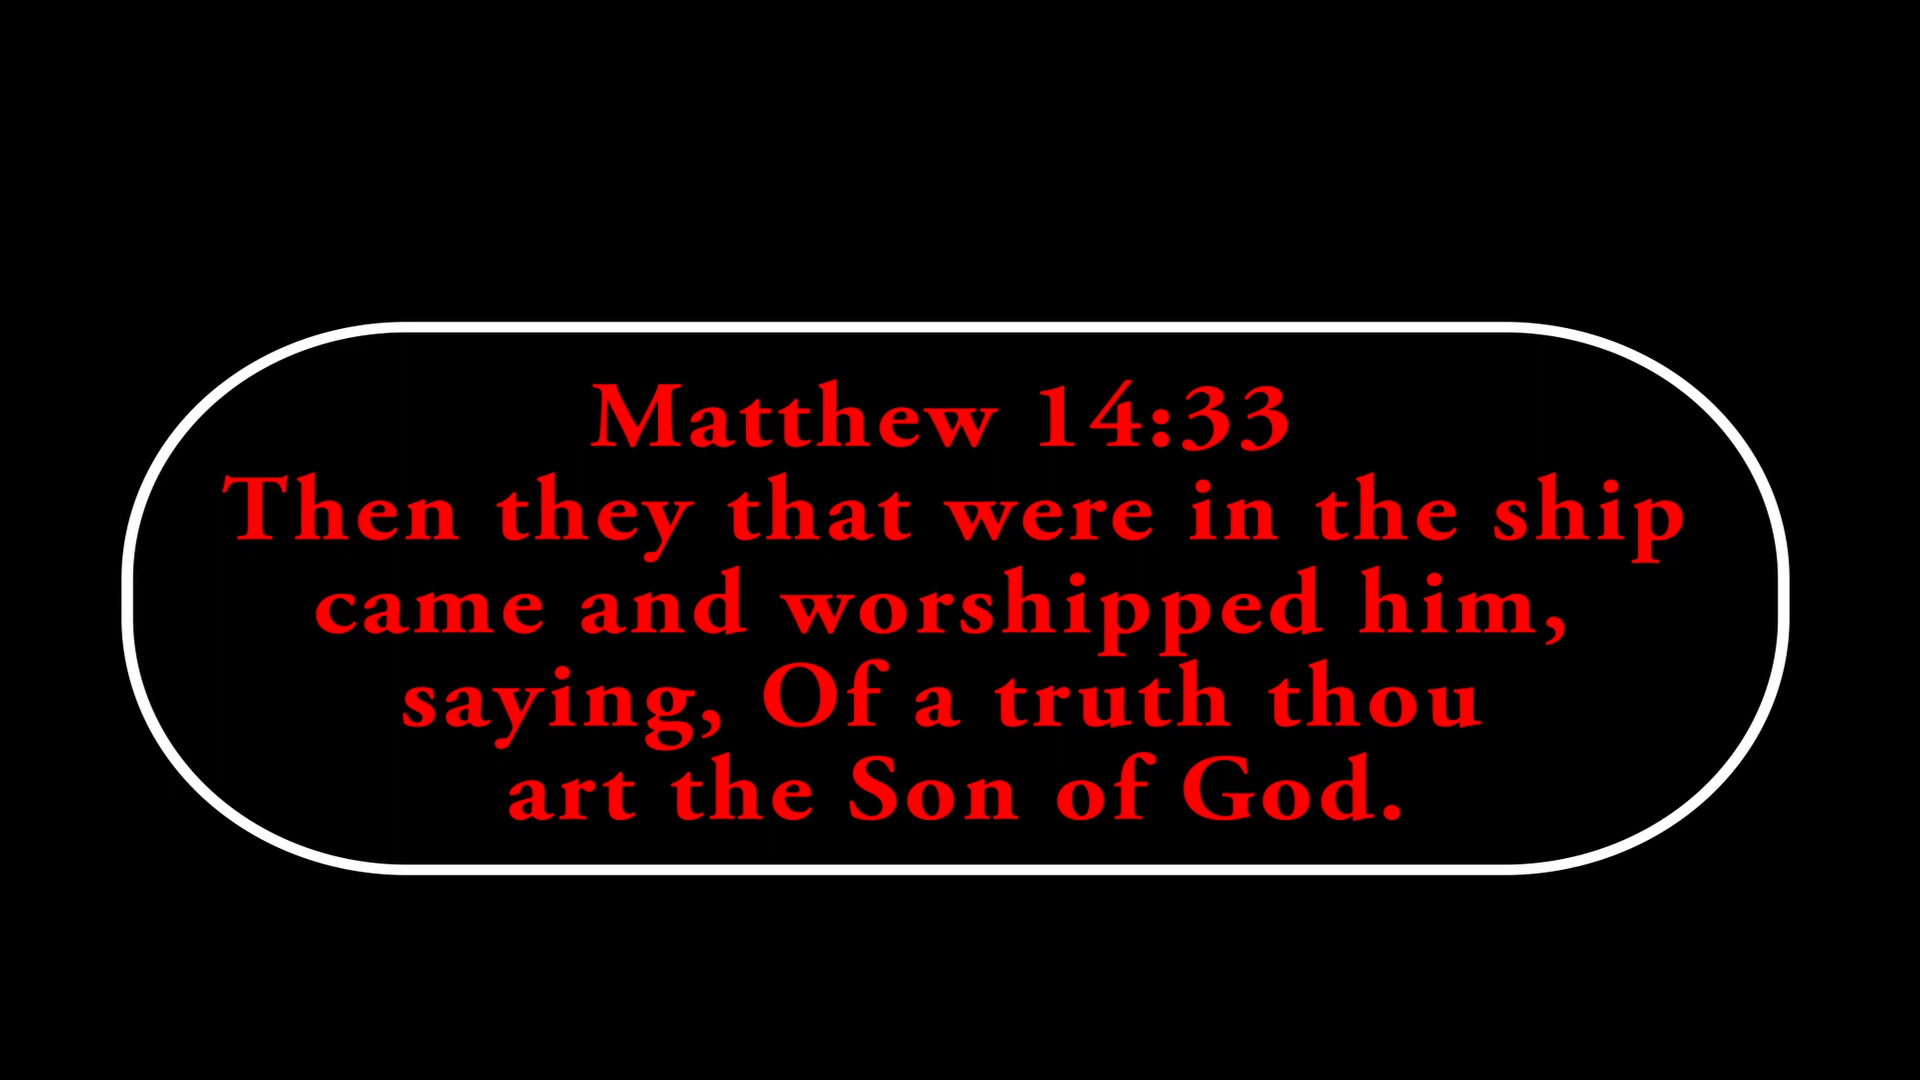 Matthew 14:33
Then they that were in the ship
came and worshipped him,
saying, Of a truth thou
art the Son of God.